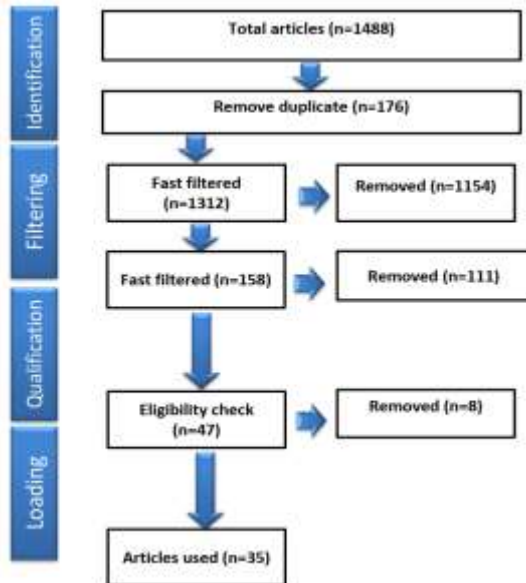 Identification
Total articles (n=1488)
Remove duplicate (n=176)
Filtering
Fast filtered
(n=1312)
Removed (n=1154)
Fast filtered (n=158)
Removed (n=111)
Qualification
Eligibility check
(n=47)
Removed (n=8)
Loading
Articles used (n=35)